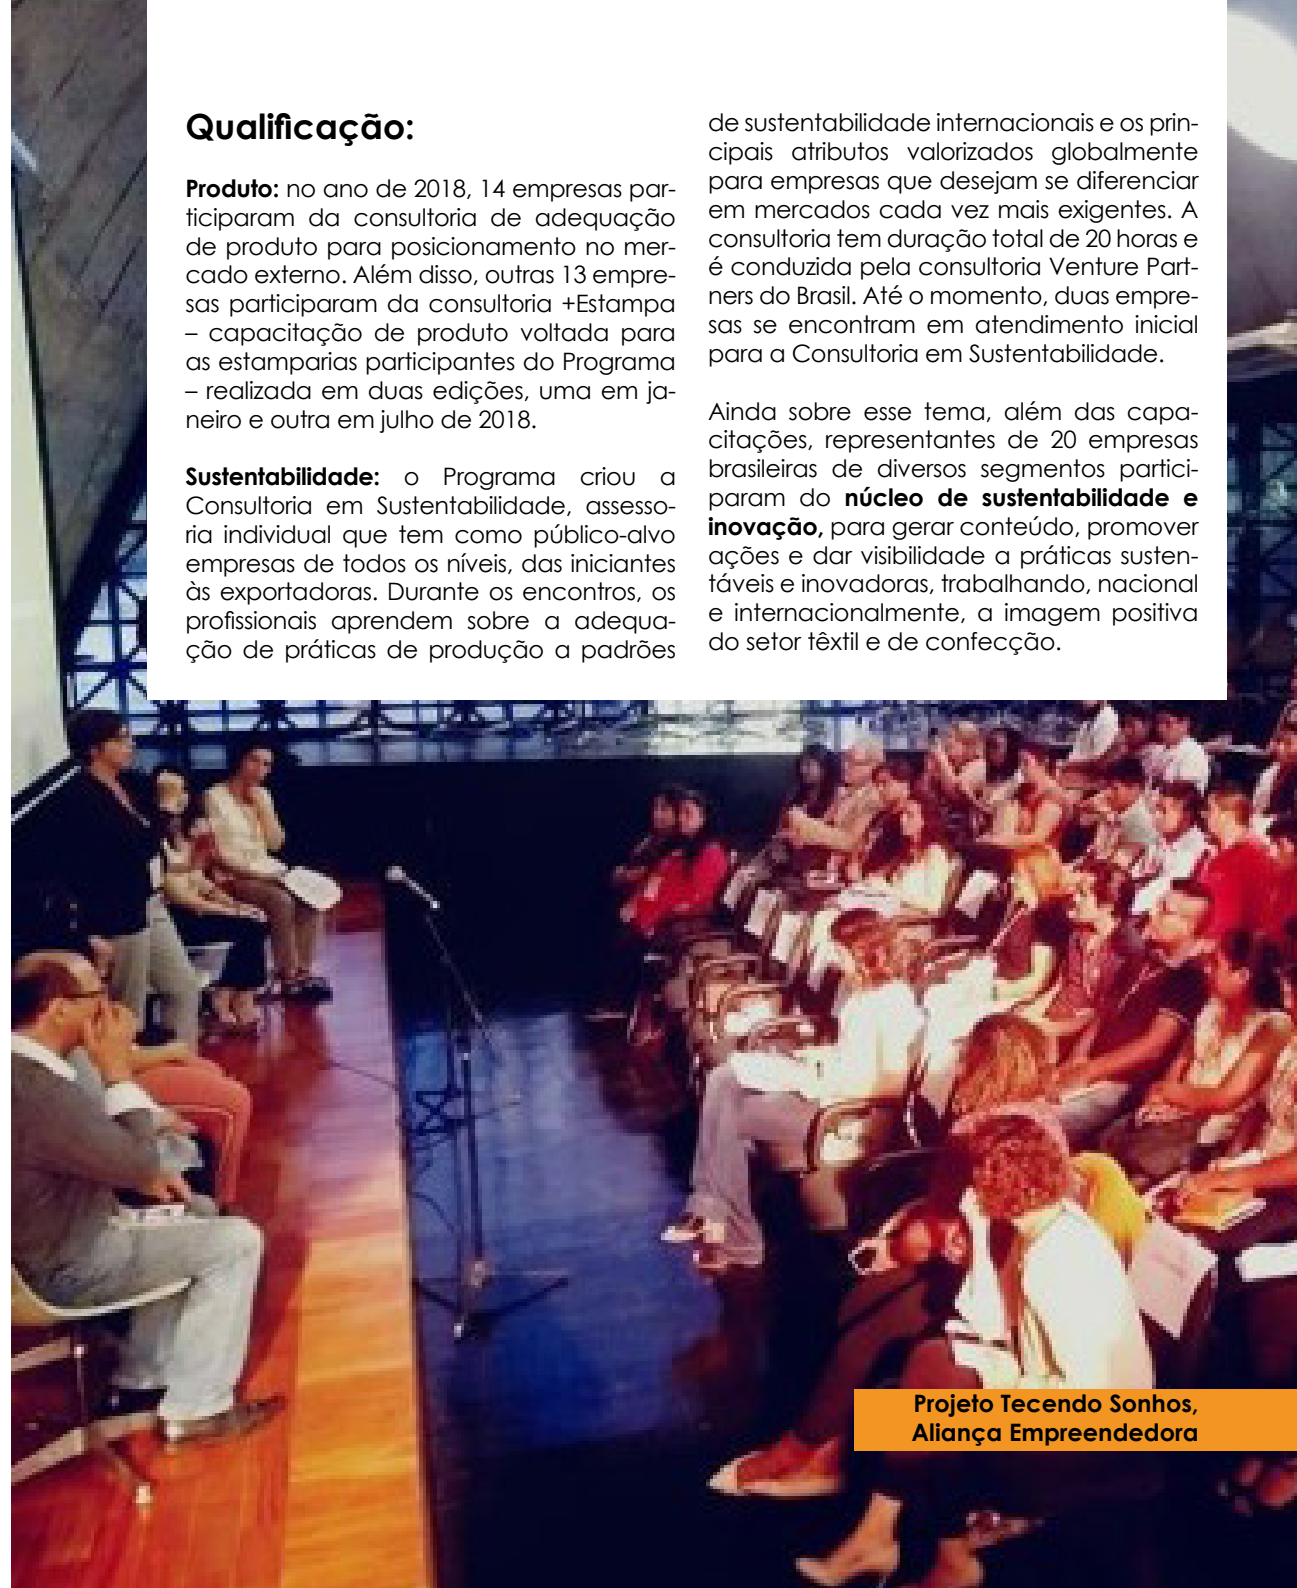 Qualificação:
Produto: no ano de 2018, 14 empresas par-
ticiparam da consultoria de adequação
de produto para posicionamento no mer-
cado externo. Além disso, outras 13 empre-
sas participaram da consultoria +Estampa
– capacitação de produto voltada para
as estamparias participantes do Programa
– realizada em duas edições, uma em ja-
neiro e outra em julho de 2018.
Sustentabilidade: o Programa criou a
Consultoria em Sustentabilidade, assesso-
ria individual que tem como público-alvo
empresas de todos os níveis, das iniciantes
às exportadoras. Durante os encontros, os
profissionais aprendem sobre a adequa-
ção de práticas de produção a padrões
de sustentabilidade internacionais e os prin-
cipais atributos valorizados globalmente
para empresas que desejam se diferenciar
em mercados cada vez mais exigentes. A
consultoria tem duração total de 20 horas e
é conduzida pela consultoria Venture Part-
ners do Brasil. Até o momento, duas empre-
sas se encontram em atendimento inicial
para a Consultoria em Sustentabilidade.
Ainda sobre esse tema, além das capa-
citações, representantes de 20 empresas
brasileiras de diversos segmentos partici-
param do núcleo de sustentabilidade e
inovação, para gerar conteúdo, promover
ações e dar visibilidade a práticas susten-
táveis e inovadoras, trabalhando, nacional
e internacionalmente, a imagem positiva
do setor têxtil e de confecção.
Projeto Tecendo Sonhos,
Aliança Empreendedora